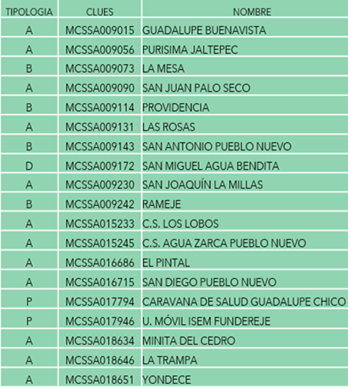 TIPOLOGIA CLUES NOMBRE
A MCSSA009015 GUADALUPE BUENAVISTA
A MCSSA009056 PURISIMA JALTEPEC
B MCSSA009073 LA MESA
A MCSSA009090 SAN JUAN PALO SECO
B MCSSA009114 PROVIDENCIA
A MCSSA009131 LAS ROSAS
B MCSSA009143 SAN ANTONIO PUEBLO NUEVO
D MCSSA009172 SAN MIGUEL AGUA BENDITA
A MCSSA009230 SAN JOAQUÍN LA MILLAS
B MCSSA009242 RAMEJE
A MCSSA015233 C.S. LOS LOBOS
A MCSSA015245 C.S. AGUA ZARCA PUEBLO NUEVO
A MCSSA016686 EL PINTAL
A MCSSA016715 SAN DIEGO PUEBLO NUEVO
P MCSSA017794 CARAVANA DE SALUD GUADALUPE CHICO
P MCSSA017946 U. MÓVIL ISEM FUNDEREJE
A MCSSA018634 MINITA DEL CEDRO
A MCSSA018646 LA TRAMPA
A MCSSA018651 YONDECE